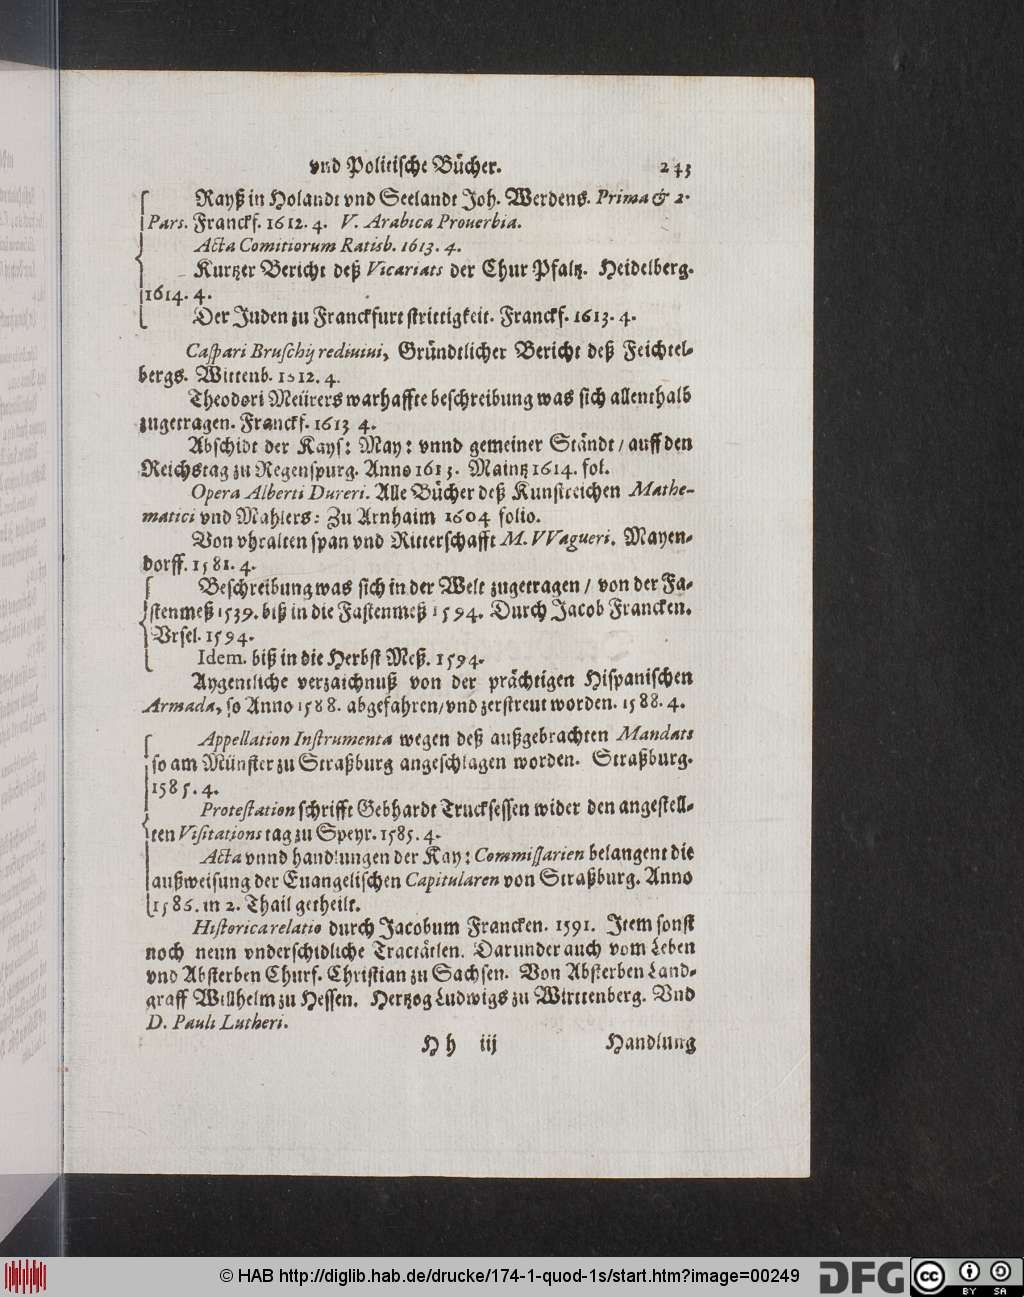 vnd Politische Bücher. 243
Rayß in Holandt vnd Seelandt Joh. Werdens. Prima & 2.
Pars. Franckf. 1612. 4. V. Arabica Prouerbia.
Acta Comitiorum Ratisb. 1613. 4.
Kurtzer Bericht deß Vicariats der Chur Pfaltz. Heidelberg.
1614. 4.
Der Juden zu Franckfurt strittigkeit. Franckf. 1613. 4.
Caspari Bruschij rediuiui, Gründtlicher Bericht deß Feichtel-
bergs. Wittenb. 1612. 4.
Theodori Meürers warhaffte beschreibung was sich allenthalb
zugetragen. Franckf. 1613 4.
Abschidt der Kays: May: vnnd gemeiner Ständt / auff den
Reichstag zu Regenspurg. Anno 1613. Maintz 1614. fol.
Opera Alberti Dureri. Alle Bücher deß Kunstreichen Mathe-
matici vnd Mahlers: Zu Arnhaim 1604 folio.
Von vhralten span vnd Ritterschafft M. VVagueri. Mayen-
dorff. 1581. 4.
Beschreibung was sich in der Welt zugetragen / von der Fa-
stenmeß 1539. biß in die Fastenmeß 1594. Durch Jacob Francken.
Vrsel. 1594.
Idem. biß in die Herbst Meß. 1594.
Aygentliche verzaichnuß von der prächtigen Hispanischen
Armada, so Anno 1588. abgefahren / vnd zerstreut worden. 1588. 4.
Appellation Instrumenta wegen deß außgebrachten Mandats
so am Münster zu Straßburg angeschlagen worden. Straßburg.
1585. 4.
Protestation schrifft Gebhardt Trucksessen wider den angestell-
ten Visitations tag zu Speyr. 1585. 4.
Acta vnnd handlungen der Kay: Commissarien belangent die
außweisung der Euangelischen Capitularen von Straßburg. Anno
1586. in 2. Thail getheilt.
Historica relatio durch Jacobum Francken. 1591. Item sonst
noch neun vnderschidliche Tractätlen. Darunder auch vom Leben
vnd Absterben Churf. Christian zu Sachsen. Von Absterben Land-
graff Willhelm zu Hessen. Hertzog Ludwigs zu Wirttenberg. Vnd
D. Pauli Lutheri.
H h iij Handlung
© HAB http://diglib.hab.de/drucke/174-1-quod-1s/start.htm?image=00249 DFG cc BY SA